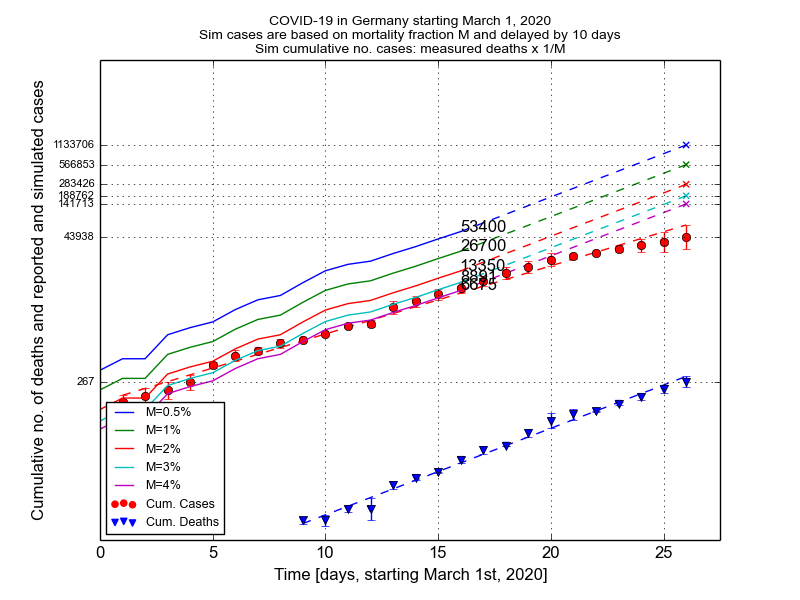 COVID-19 in Germany starting March 1, 2020
Sim cases are based on mortality fraction M and delayed by 10 days
Sim cumulative no. cases: measured deaths x 1/M
Cumulative no. of deaths and reported and simulated cases
1133706
566853
283426
188762
141713
43938
267
53400
26700
13350
8891
6675
M=0.5%
M=1%
M=2%
M=3%
M=4%
Cum. Cases
Cum. Deaths
0 5 10 15 20 25
Time [days, starting March 1st, 2020]